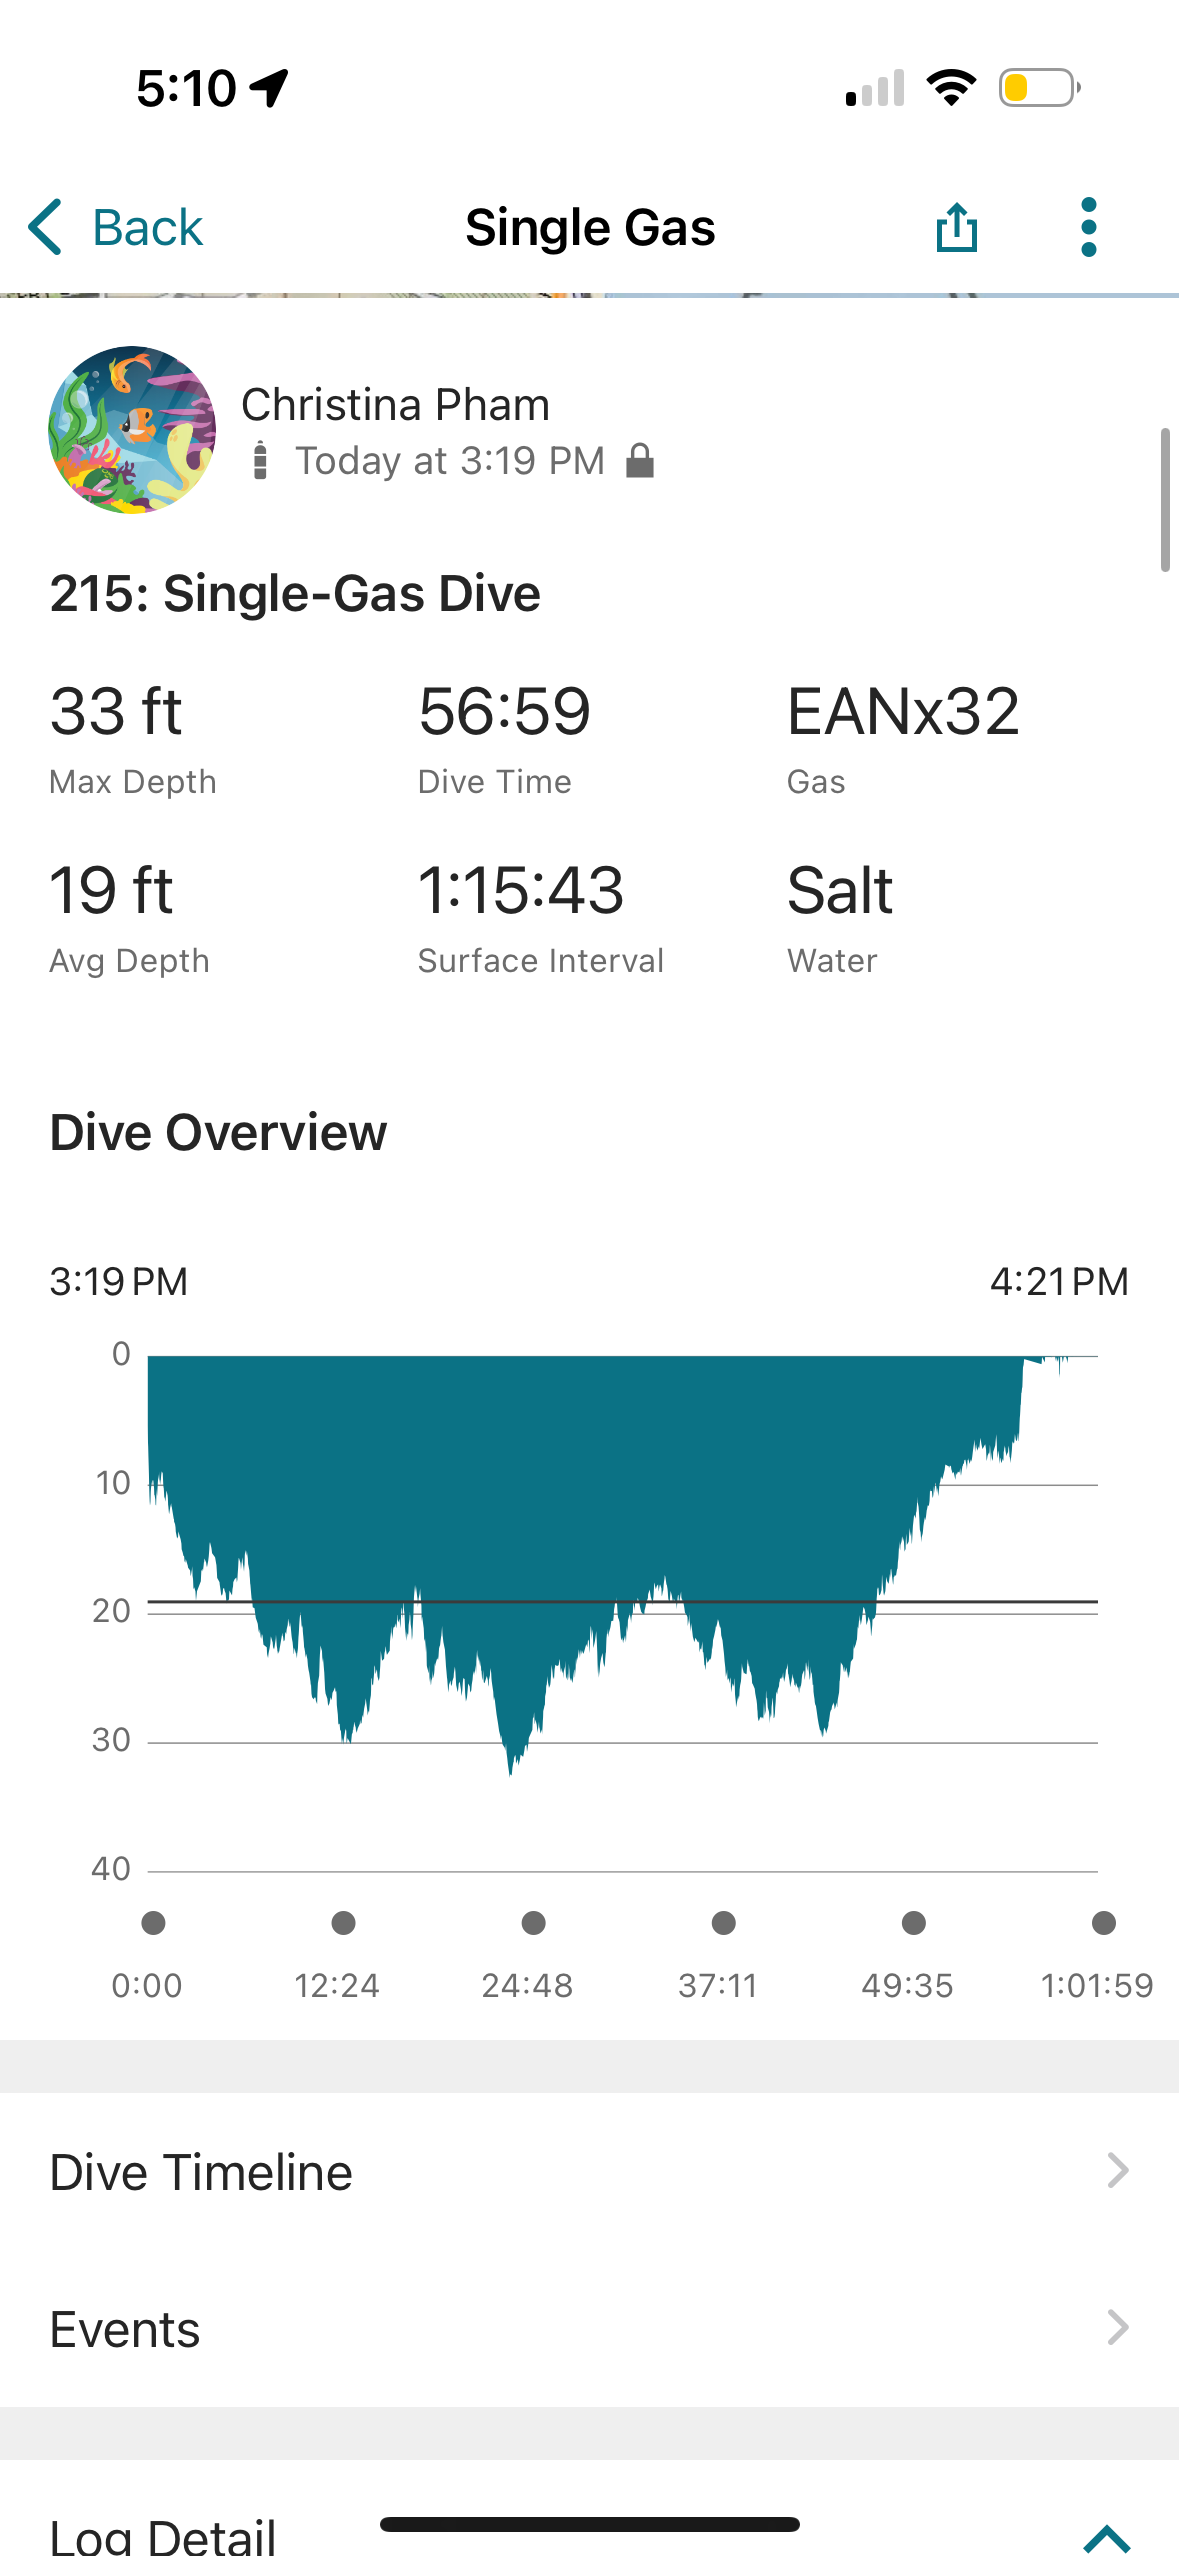 5:10
Back Single Gas
Christina Pham
Today at 3:19 PM
215: Single-Gas Dive
33 ft 56:59 EANx32
Max Depth Dive Time Gas
19 ft 1:15:43 Salt
Avg Depth Surface Interval Water
Dive Overview
3:19 PM 4:21 PM
0
10
20
30
40
0:00 12:24 24:48 37:11 49:35 1:01:59
Dive Timeline
Events
Log Detail